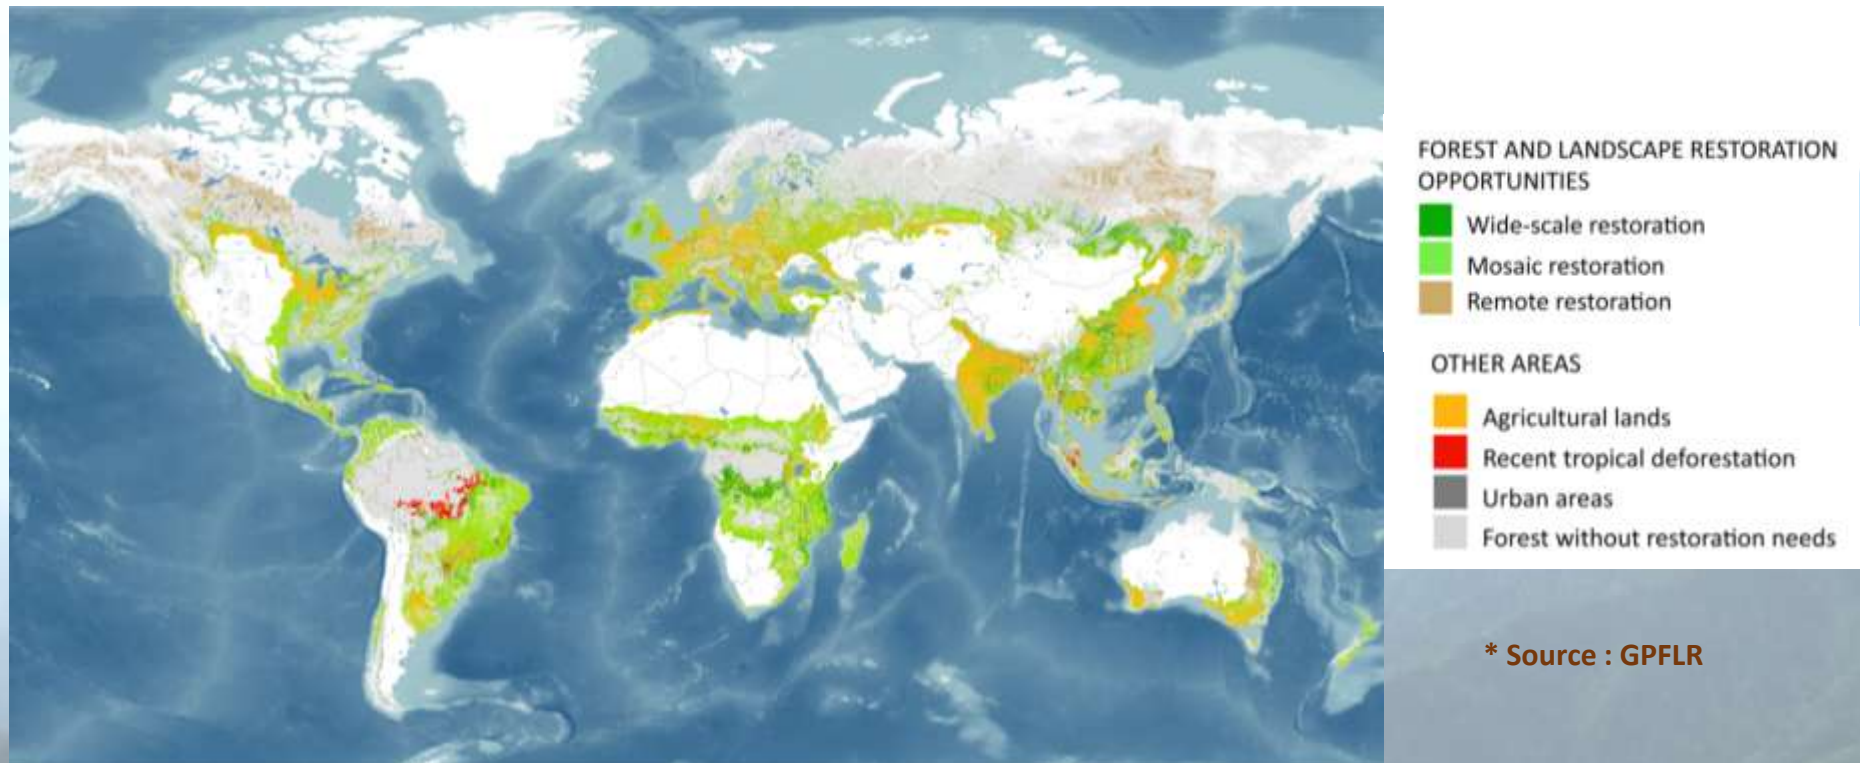 FOREST AND LANDSCAPE RESTORATION
OPPORTUNITIES
Wide-scale restoration
Mosaic restoration
Remote restoration
OTHER AREAS
Agricultural lands
Recent tropical deforestation
Urban areas
Forest without restoration needs
* Source : GPFLR